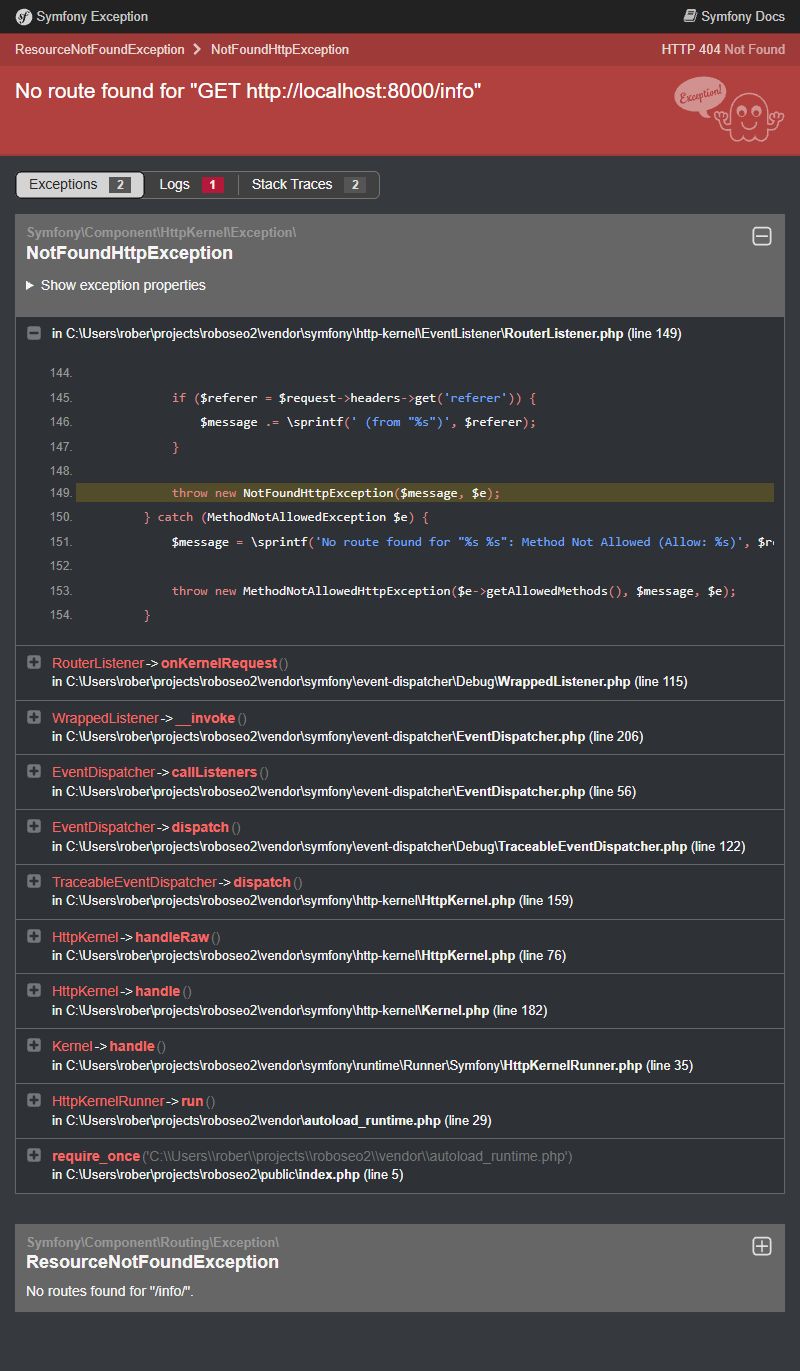 Symfony Exception
Symfony Docs
ResourceNotFoundException > NotFoundHttpException
HTTP 404 Not Found
No route found for "GET http://localhost:8000/info"
Exception!
Exceptions 2
Logs 1
Stack Traces 2
Symfony\Component\HttpKernel\Exception\
NotFoundHttpException
Show exception properties
in C:\Users\rober\projects\roboseo2\vendor\symfony\http-kernel\EventListener\RouterListener.php (line 149)
144.
145. if ($referer = $request->headers->get('referer')) {
146. $message .= \sprintf(' (from "%s")', $referer);
147. }
148.
149. throw new NotFoundHttpException($message, $e);
150. } catch (MethodNotAllowedException $e) {
151. $message = \sprintf('No route found for "%s %s": Method Not Allowed (Allow: %s)', $r
152.
153. throw new MethodNotAllowedHttpException($e->getAllowedMethods(), $message, $e);
154. }
RouterListener->onKernelRequest()
in C:\Users\rober\projects\roboseo2\vendor\symfony\event-dispatcher\Debug\WrappedListener.php (line 115)
WrappedListener->__invoke()
in C:\Users\rober\projects\roboseo2\vendor\symfony\event-dispatcher\EventDispatcher.php (line 206)
EventDispatcher->callListeners()
in C:\Users\rober\projects\roboseo2\vendor\symfony\event-dispatcher\EventDispatcher.php (line 56)
EventDispatcher->dispatch()
in C:\Users\rober\projects\roboseo2\vendor\symfony\event-dispatcher\Debug\TraceableEventDispatcher.php (line 122)
TraceableEventDispatcher->dispatch()
in C:\Users\rober\projects\roboseo2\vendor\symfony\http-kernel\HttpKernel.php (line 159)
HttpKernel->handleRaw()
in C:\Users\rober\projects\roboseo2\vendor\symfony\http-kernel\HttpKernel.php (line 76)
HttpKernel->handle()
in C:\Users\rober\projects\roboseo2\vendor\symfony\http-kernel\Kernel.php (line 182)
Kernel->handle()
in C:\Users\rober\projects\roboseo2\vendor\symfony\runtime\Runner\Symfony\HttpKernelRunner.php (line 35)
HttpKernelRunner->run()
in C:\Users\rober\projects\roboseo2\vendor\autoload_runtime.php (line 29)
require_once('C:\\Users\\rober\\projects\\roboseo2\\vendor\\autoload_runtime.php')
in C:\Users\rober\projects\roboseo2\public\index.php (line 5)
Symfony\Component\Routing\Exception\
ResourceNotFoundException
No routes found for "/info/".